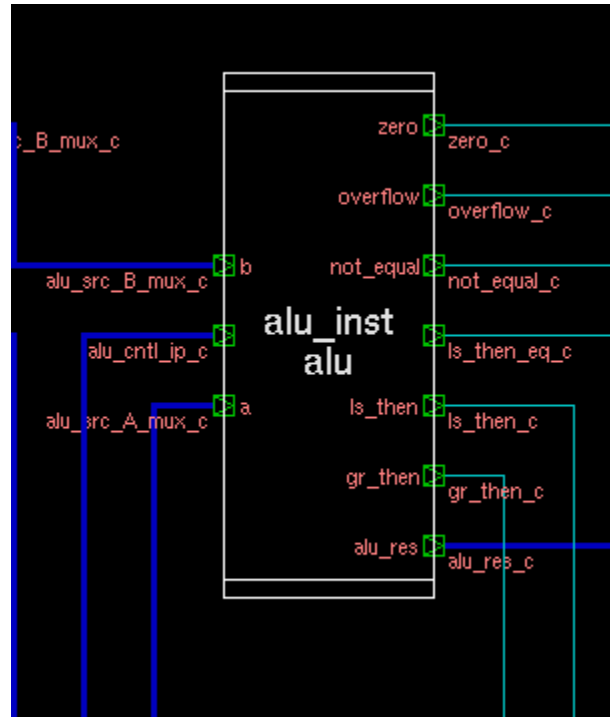 zero
zero_c
c_B_mux_c
overflow
overflow_c
b
not_equal
alu_src_B_mux_c
not_equal_c
alu_inst
alu
alu_cntl_ip_c
ls_then_eq_c
a
ls_then
alu_src_A_mux_c
ls_then_c
gr_then
gr_then_c
alu_res
alu_res_c